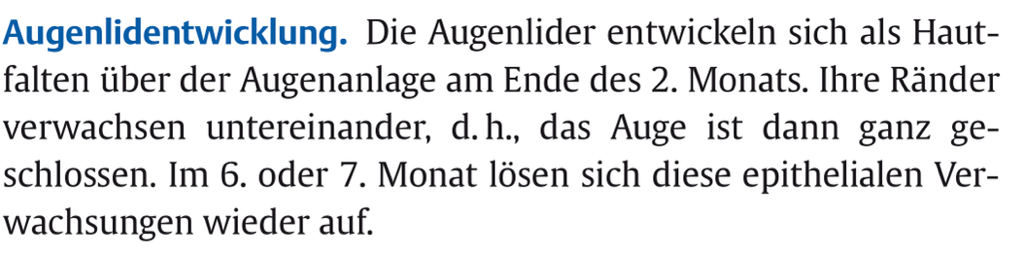 Augenlidentwicklung. Die Augenlider entwickeln sich als Haut-
falten über der Augenanlage am Ende des 2. Monats. Ihre Ränder
verwachsen untereinander, d. h., das Auge ist dann ganz ge-
schlossen. Im 6. oder 7. Monat lösen sich diese epithelialen Ver-
wachsungen wieder auf.